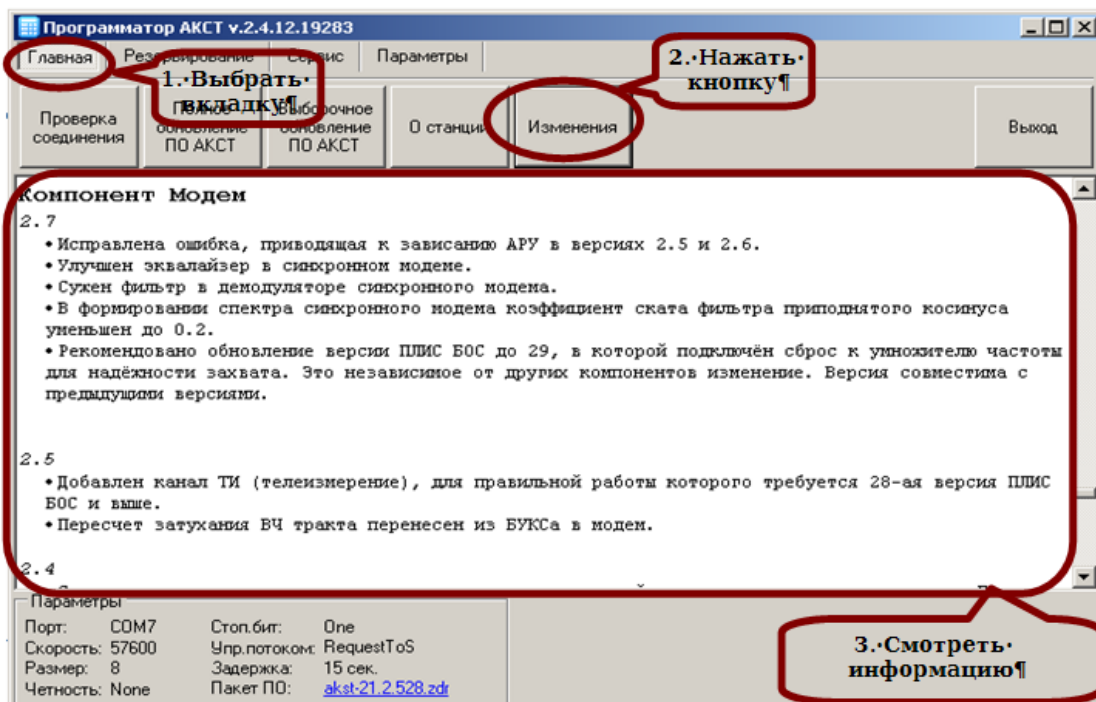 Программатор АКСТ v.2.4.12.19283
Главная Резервирование Сервис Параметры
1.·Выбрать·
вкладку¶
2.·Нажать·
кнопку¶
Проверка
соединения
Полное
обновление
ПО АКСТ
Выборочное
обновление
ПО АКСТ
О станции
Изменения
Выход
Компонент Модем
2.7
•Исправлена ошибка, приводящая к зависанию АРУ в версиях 2.5 и 2.6.
•Улучшен эквалайзер в синхронном модеме.
•Сужен фильтр в демодуляторе синхронного модема.
•В формировании спектра синхронного модема коэффициент ската фильтра приподнятого косинуса
уменьшен до 0.2.
•Рекомендовано обновление версии ПЛИС БОС до 29, в которой подключён сброс к умножителю частоты
для надёжности захвата. Это независимое от других компонентов изменение. Версия совместима с
предыдущими версиями.
2.5
•Добавлен канал ТИ (телеизмерение), для правильной работы которого требуется 28-ая версия ПЛИС
БОС и выше.
•Пересчет затухания ВЧ тракта перенесен из БУКСа в модем.
2.4
Параметры
Порт: COM7 Стоп.бит: One
Скорость: 57600 Упр.потоком: RequestToS
Размер: 8 Задержка: 15 сек.
Четность: None Пакет ПО: akst-21.2.528.zdr
3.·Смотреть·
информацию¶